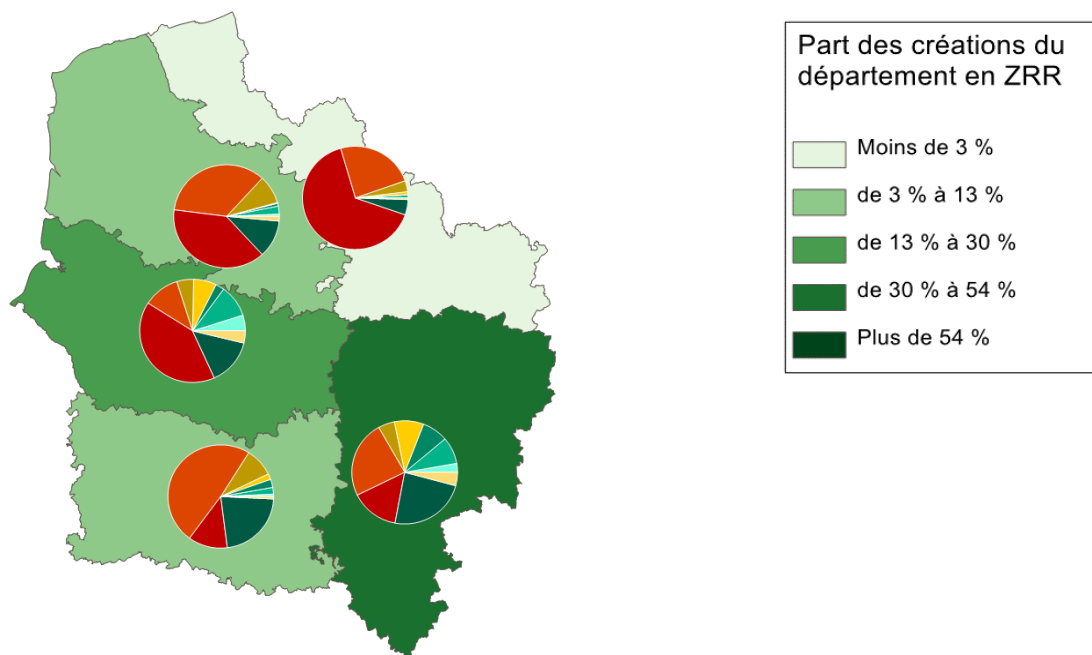 Part des créations du
département en ZRR
Moins de 3 %
de 3 % à 13 %
de 13 % à 30 %
de 30 % à 54 %
Plus de 54 %